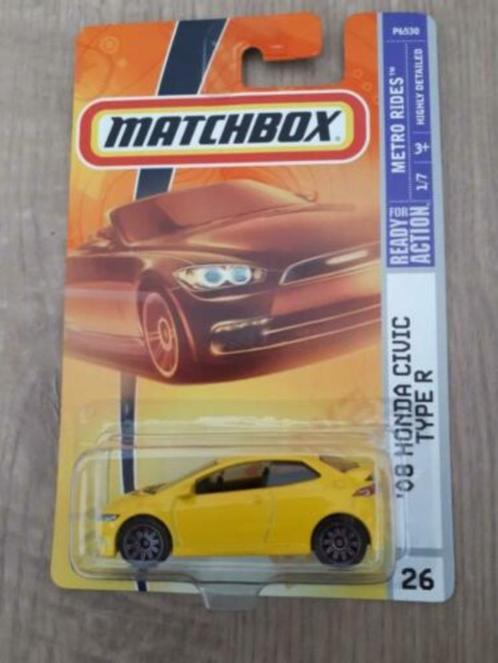 MATCHBOX
P6530
METRO RIDES™
HIGHLY DETAILED
1/7
3+
READY FOR
ACTION
'08 HONDA CIVIC
TYPE R
26